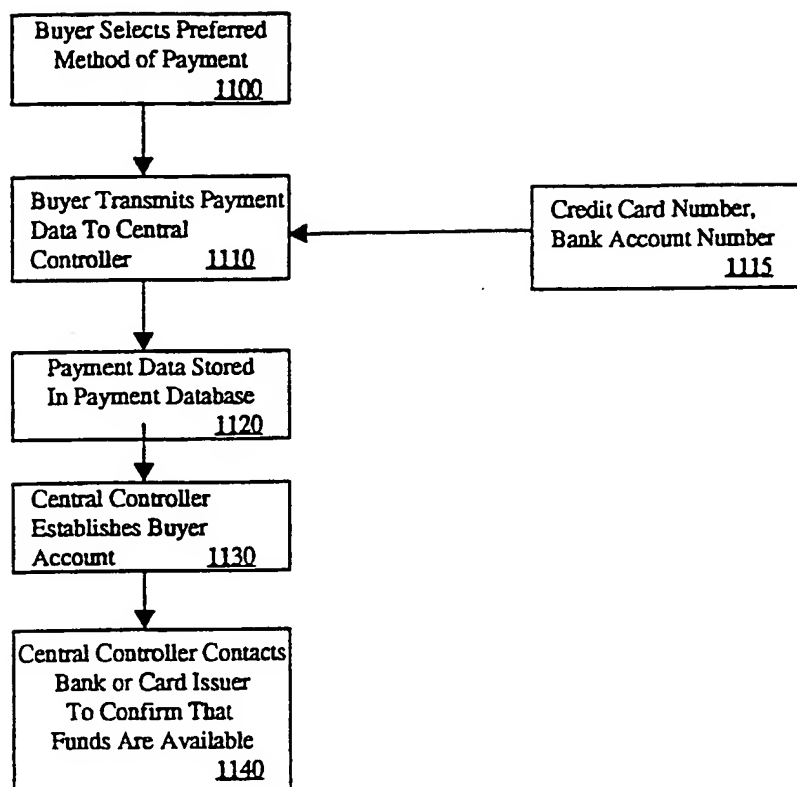 Buyer Selects Preferred
Method of Payment
1100
Buyer Transmits Payment
Data To Central
Controller 1110
Credit Card Number,
Bank Account Number
1115
Payment Data Stored
In Payment Database
1120
Central Controller
Establishes Buyer
Account 1130
Central Controller Contacts
Bank or Card Issuer
To Confirm That
Funds Are Available
1140